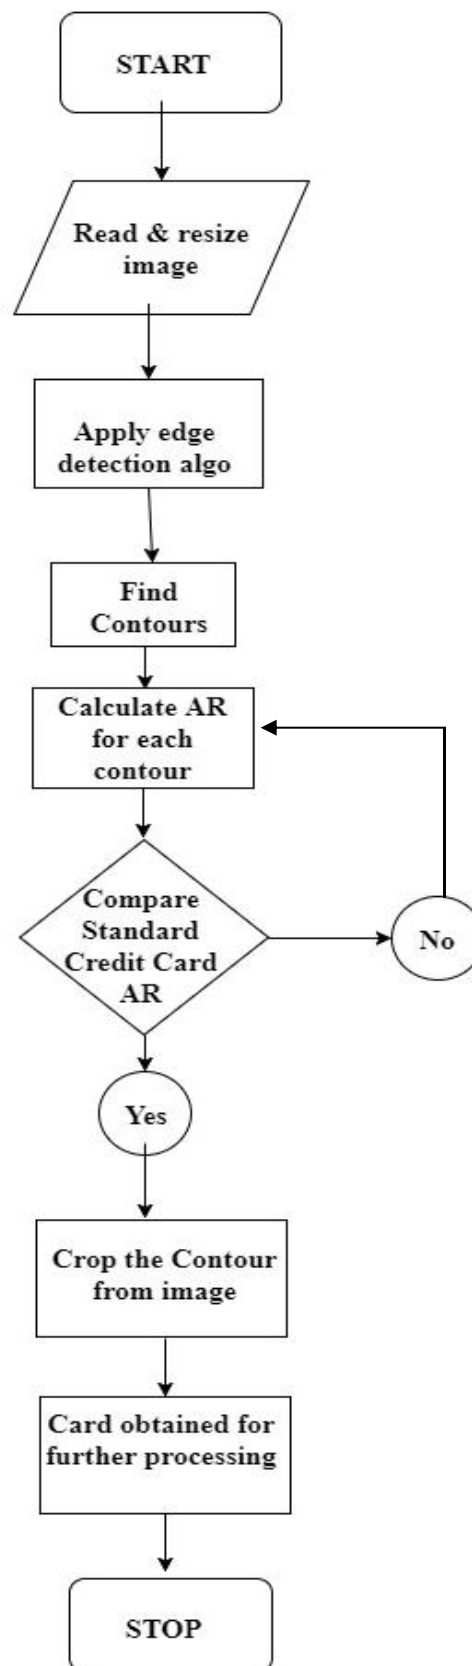 START
Read & resize
image
Apply edge
detection algo
Find
Contours
Calculate AR
for each
contour
Compare
Standard
Credit Card
AR
No
Yes
Crop the Contour
from image
Card obtained for
further processing
STOP